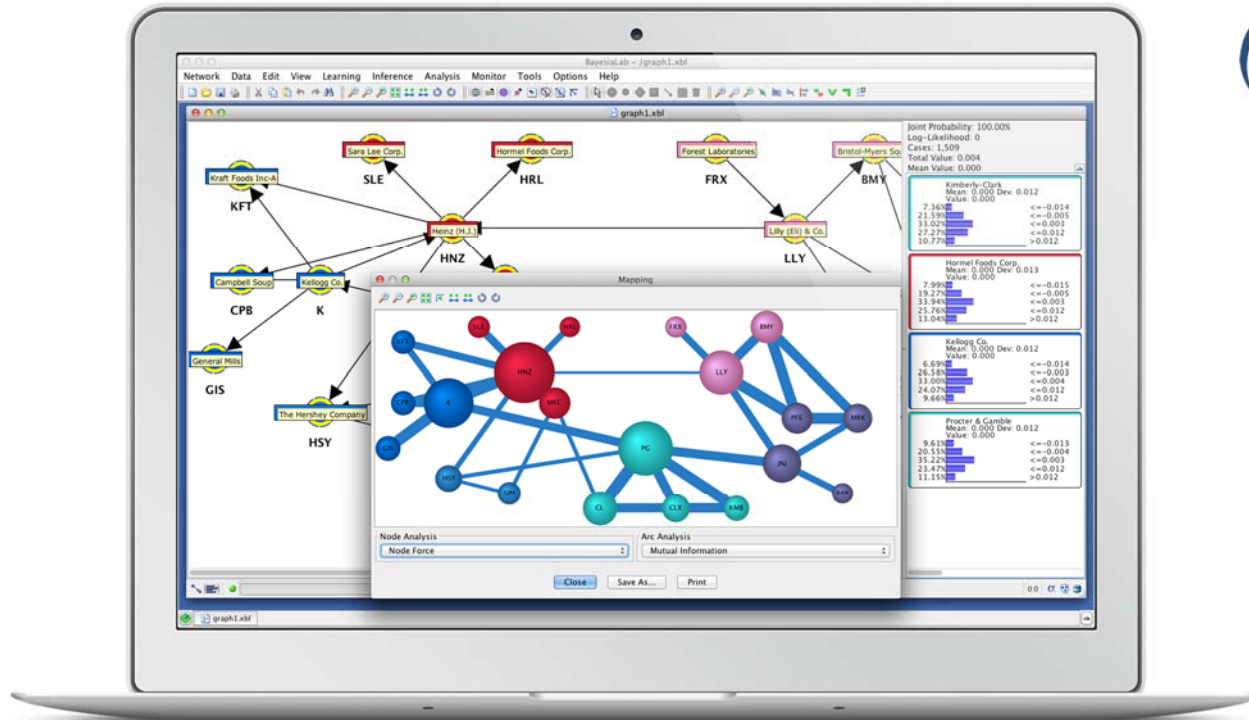 BayesiaLab - /graph1.xbl
Network Data Edit View Learning Inference Analysis Monitor Tools Options Help
graph1.xbl
Sara Lee Corp.
SLE
Hormel Foods Corp.
HRL
Forest Laboratories
FRX
Bristol-Myers Squ
BMY
Kraft Foods Inc-A
KFT
Heinz (H.J.)
HNZ
Lilly (Eli) & Co.
LLY
Campbell Soup
CPB
Kellogg Co.
K
General Mills
GIS
The Hershey Company
HSY
Joint Probability: 100.00%
Log-Likelihood: 0
Cases: 1,509
Total Value: 0.004
Mean Value: 0.000
Kimberly-Clark
Mean: 0.000 Dev: 0.012
Value: 0.000
7.36% <=-0.014
21.59% <=-0.005
33.02% <=0.003
27.27% <=0.012
10.77% >0.012
Hormel Foods Corp.
Mean: 0.000 Dev: 0.013
Value: 0.000
7.99% <=-0.015
19.27% <=-0.005
33.94% <=0.003
25.76% <=0.012
13.04% >0.012
Kellogg Co.
Mean: 0.000 Dev: 0.012
Value: 0.000
6.69% <=-0.014
26.58% <=-0.003
33.00% <=0.004
24.07% <=0.012
9.66% >0.012
Procter & Gamble
Mean: 0.000 Dev: 0.012
Value: 0.000
9.61% <=-0.013
20.55% <=-0.004
35.22% <=0.003
23.47% <=0.012
11.15% >0.012
Mapping
SLE HRL FRX BMY
KFT
HNZ LLY
K CPB MKC
PFE MRK
GIS PG
JNJ
HSY SJM
BAX
CL CLX KMB
Node Analysis Arc Analysis
Node Force Mutual Information
Close Save As... Print
0:0
graph1.xbl